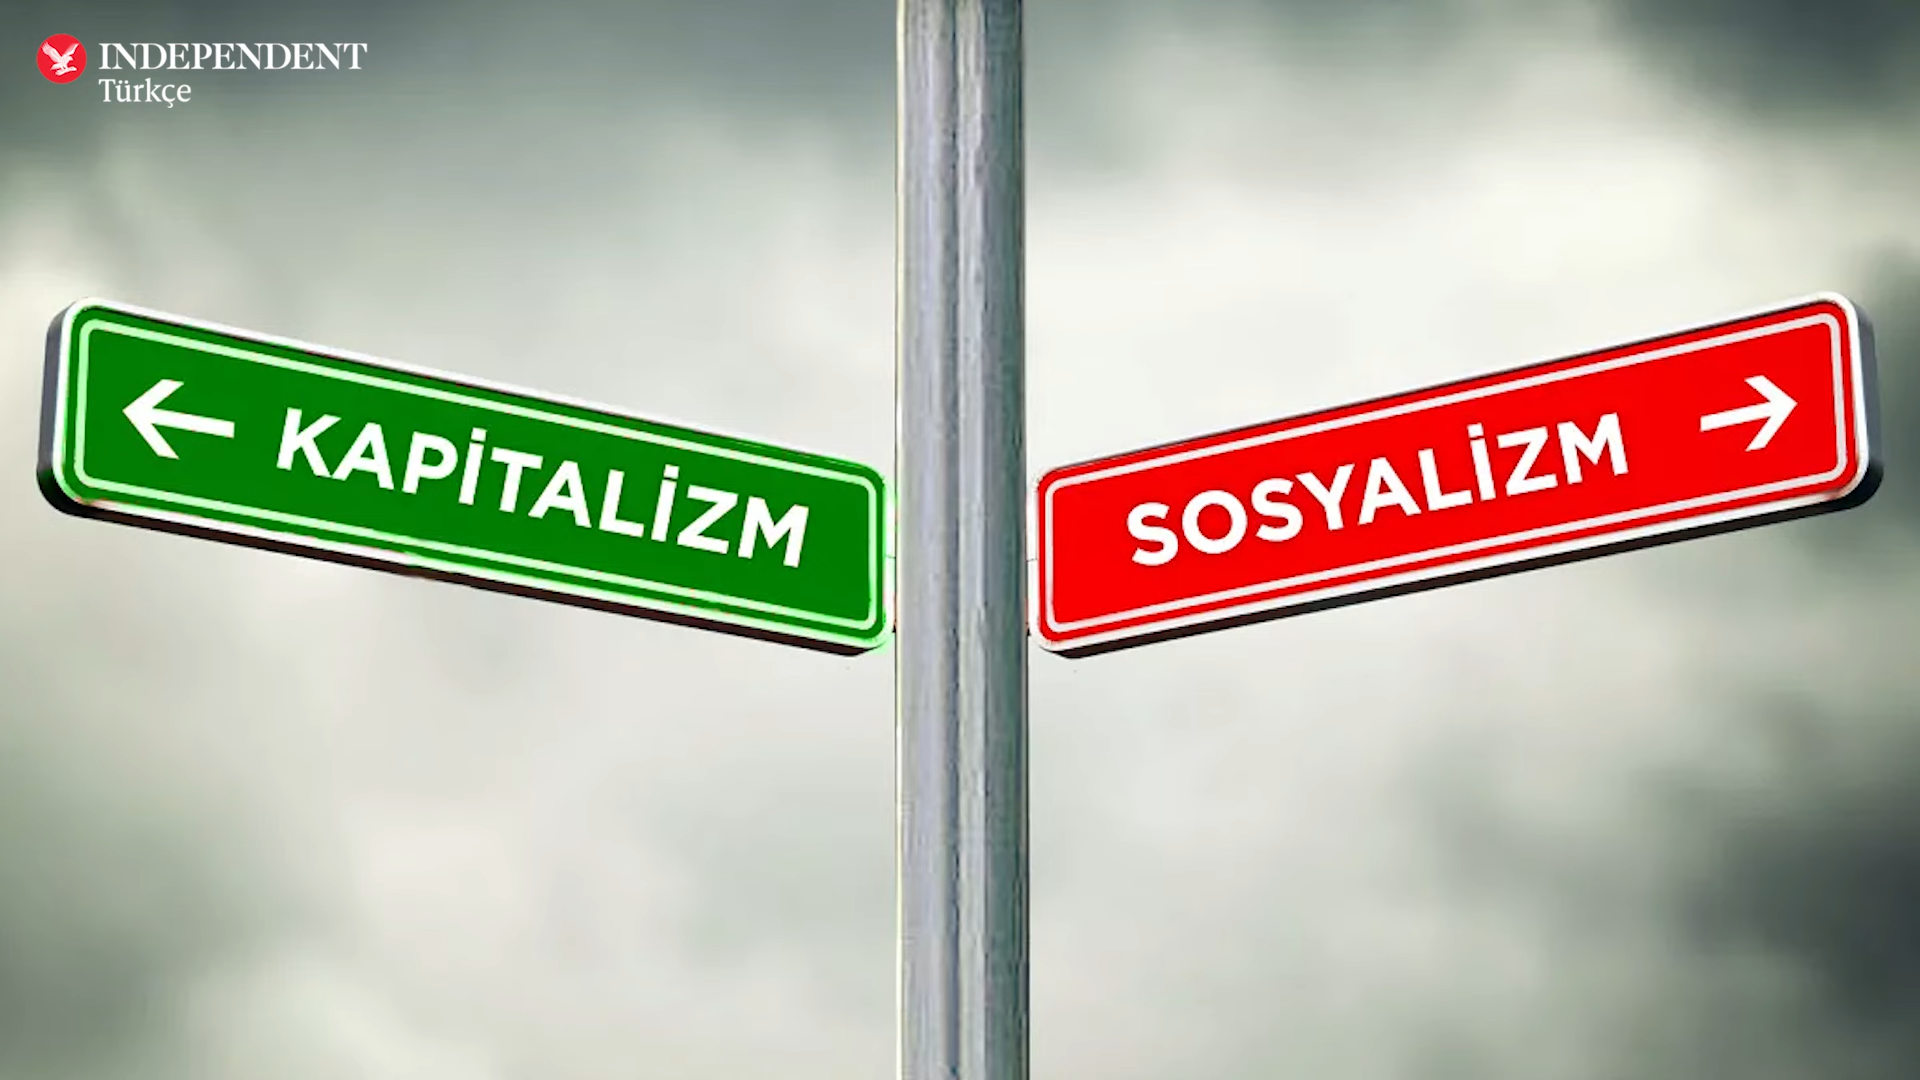 INDEPENDENT
Türkçe
← KAPİTALİZM
SOSYALİZM →